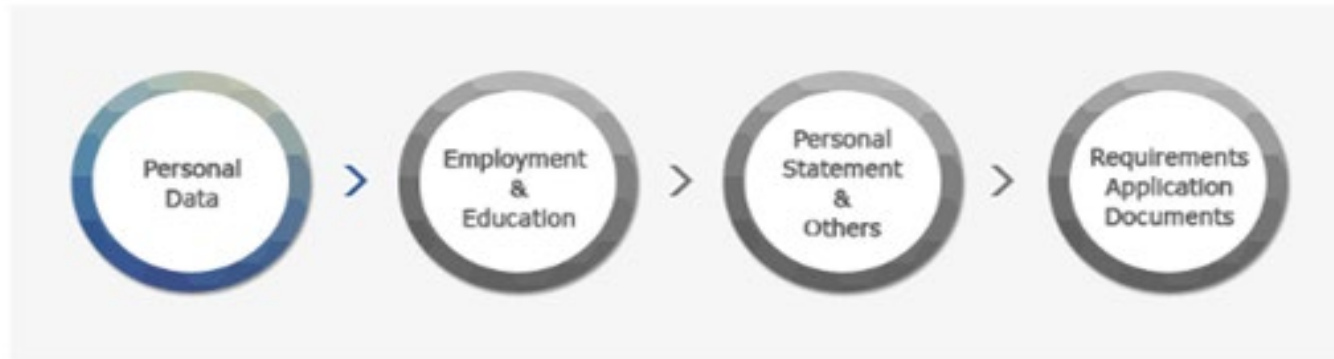 Personal
Data
Employment
&
Education
Personal
Statement
&
Others
Requirements
Application
Documents